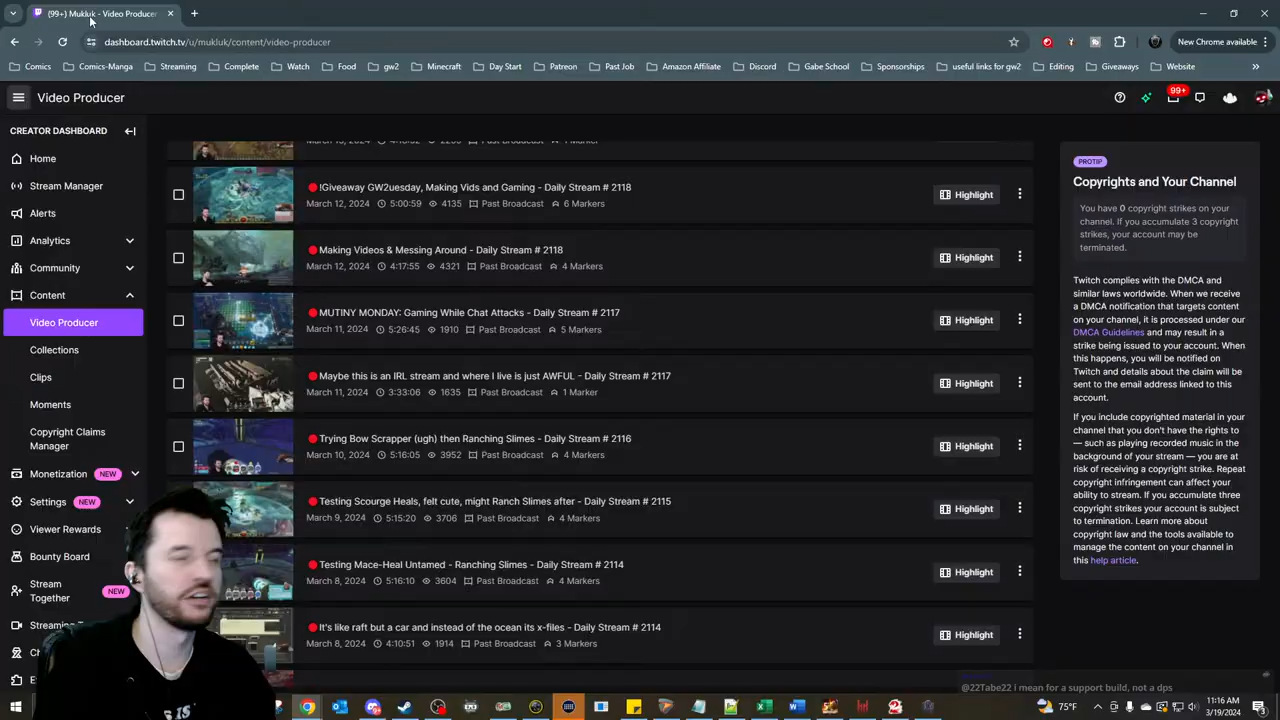 (99+) Mukluk - Video Producer
dashboard.twitch.tv/u/mukluk/content/video-producer
New Chrome available
Comics
Comics-Manga
Streaming
Complete
Watch
Food
gw2
Minecraft
Day Start
Patreon
Past Job
Amazon Affiliate
Discord
Gabe School
Sponsorships
useful links for gw2
Editing
Giveaways
Website
Video Producer
99+
CREATOR DASHBOARD
Home
Stream Manager
Alerts
Analytics
Community
Content
Video Producer
Collections
Clips
Moments
Copyright Claims
Manager
Monetization NEW
Settings NEW
Viewer Rewards
Bounty Board
Stream
Together NEW
Streaming
!Giveaway GW2uesday, Making Vids and Gaming - Daily Stream # 2118
March 12, 2024 5:00:59 4135 Past Broadcast 6 Markers
Highlight
Making Videos & Messing Around - Daily Stream # 2118
March 12, 2024 4:17:55 4321 Past Broadcast 4 Markers
Highlight
MUTINY MONDAY: Gaming While Chat Attacks - Daily Stream # 2117
March 11, 2024 5:26:45 1910 Past Broadcast 5 Markers
Highlight
Maybe this is an IRL stream and where I live is just AWFUL - Daily Stream # 2117
March 11, 2024 3:33:06 1635 Past Broadcast 1 Marker
Highlight
Trying Bow Scrapper (ugh) then Ranching Slimes - Daily Stream # 2116
March 10, 2024 5:16:05 3952 Past Broadcast 4 Markers
Highlight
Testing Scourge Heals, felt cute, might Ranch Slimes after - Daily Stream # 2115
March 9, 2024 5:15:20 3706 Past Broadcast 4 Markers
Highlight
Testing Mace Heal Untamed - Ranching Slimes - Daily Stream # 2114
March 8, 2024 5:16:10 3604 Past Broadcast 4 Markers
Highlight
It's like raft but a car and instead of the ocean its x-files - Daily Stream # 2114
March 8, 2024 4:10:51 1914 Past Broadcast 3 Markers
Highlight
PROTIP
Copyrights and Your Channel
You have 0 copyright strikes on your
channel. If you accumulate 3 copyright
strikes, your account may be
terminated.
Twitch complies with the DMCA and
similar laws worldwide. When we receive
a DMCA notification that targets content
on your channel, it is processed under our
DMCA Guidelines and may result in a
strike being issued to your account. When
this happens, you will be notified on
Twitch and details about the claim will be
sent to the email address linked to this
account.
If you include copyrighted material in your
channel that you don't have the rights to
— such as playing recorded music in the
background of your stream — you are at
risk of receiving a copyright strike. Repeat
copyright infringement can affect your
ability to stream. If you accumulate three
copyright strikes your account is subject
to termination. Learn more about
copyright law and the tools available to
manage the content on your channel in
this help article.
@22Tabe22 i mean for a support build, not a dps
75°F
11:16 AM
3/19/2024